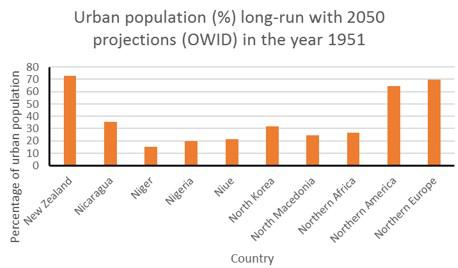 Urban population (%) long-run with 2050
projections (OWID) in the year 1951
Percentage of urban population
80
70
60
50
40
30
20
10
0
New Zealand
Nicaragua
Niger
Nigeria
Niue
North Korea
North Macedonia
Northern Africa
Northern America
Northern Europe
Country